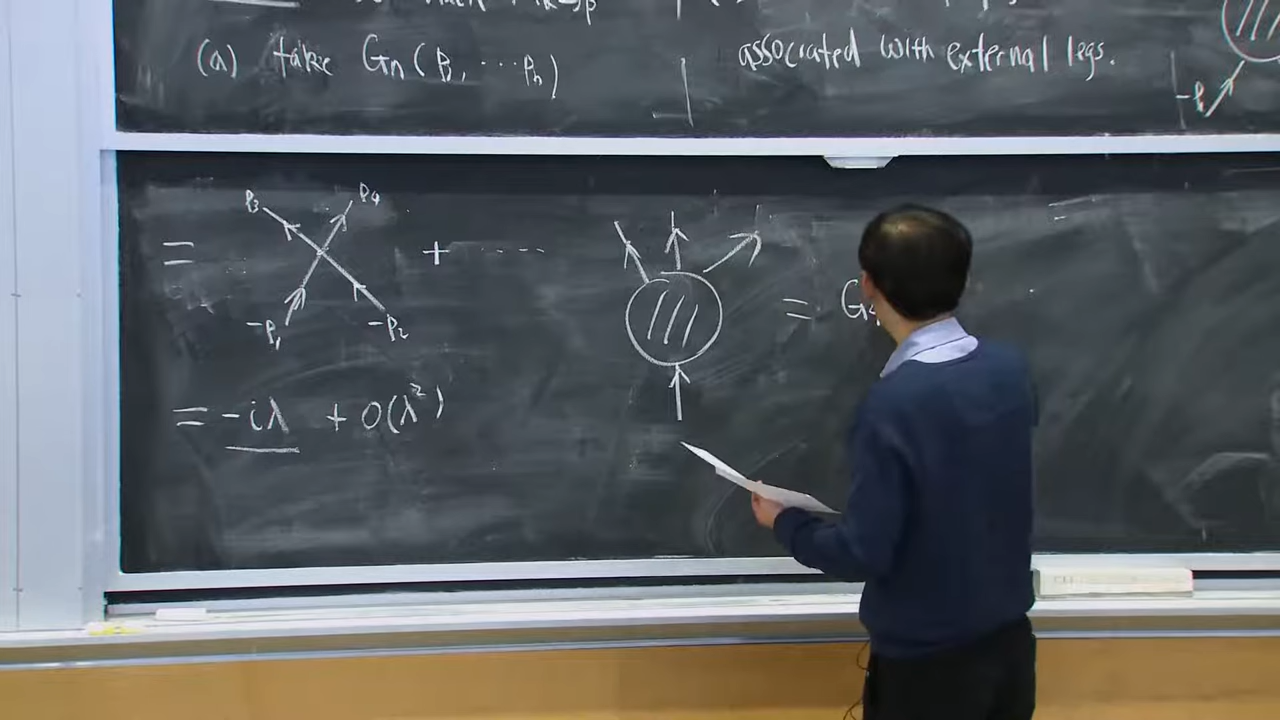 (a) take Gn(P1, ⋯ Pn)
associated with external legs.
P3 P4
= + ⋯
-P1 -P2
= -iλ + O(λ²)
= G
=